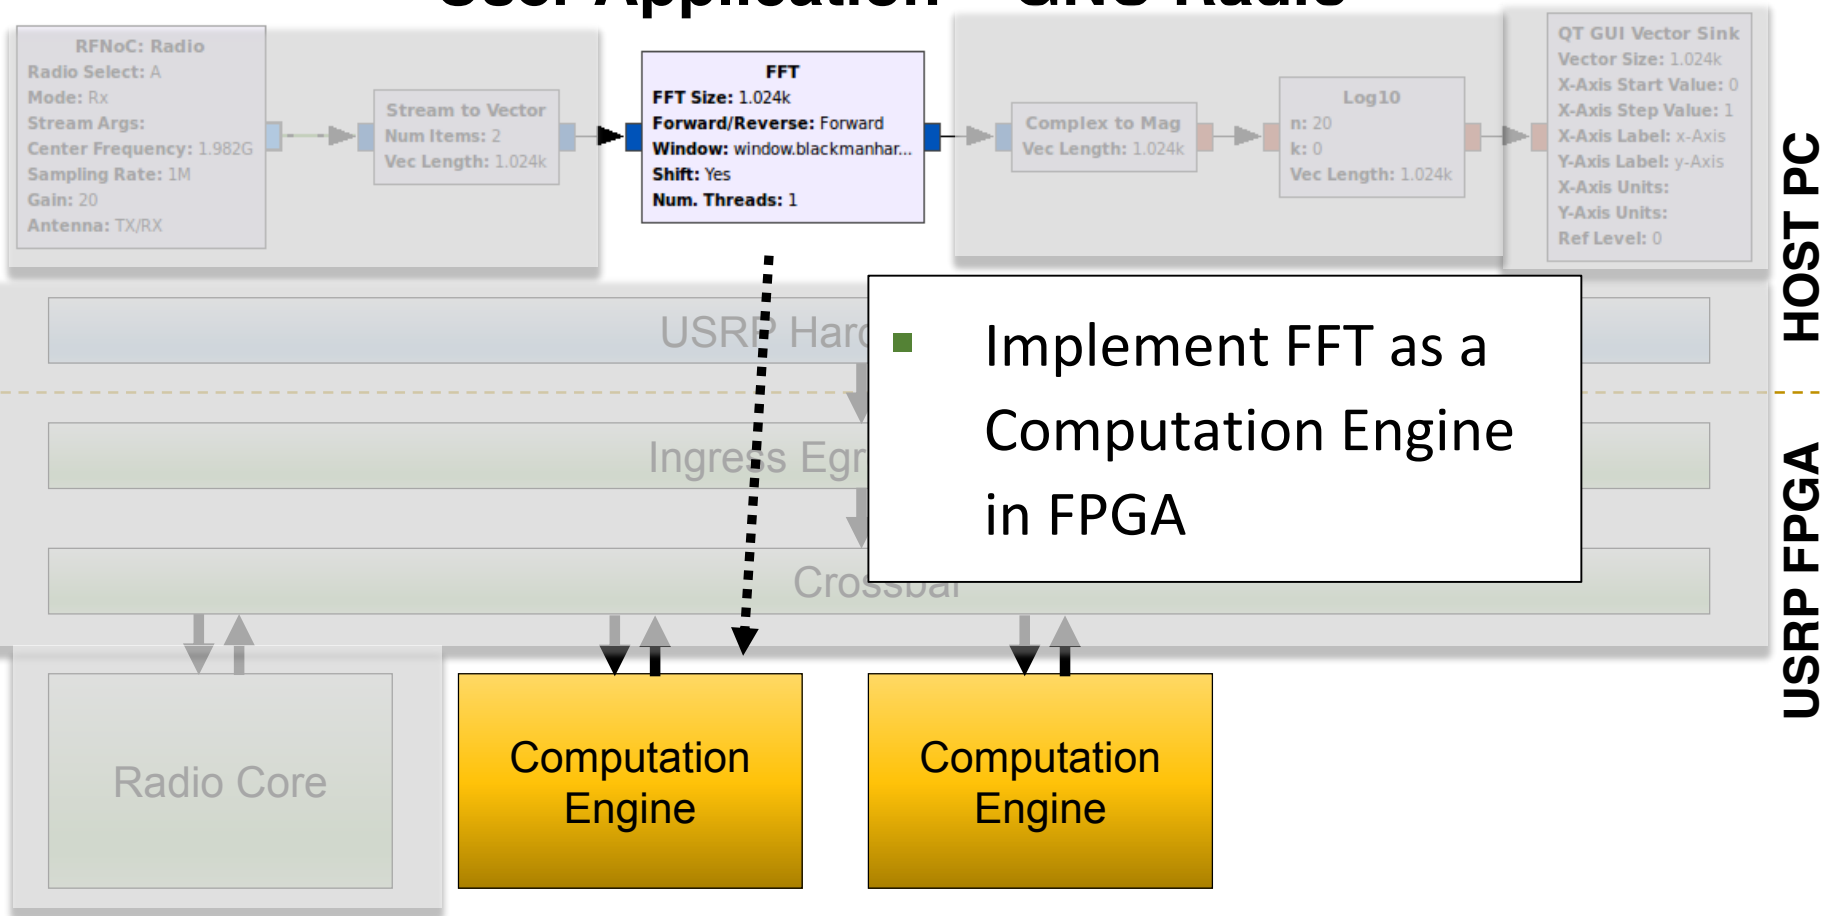 User Application – GNU Radio
RFNoC: Radio
Radio Select: A
Mode: Rx
Stream Args:
Center Frequency: 1.982G
Sampling Rate: 1M
Gain: 20
Antenna: TX/RX
Stream to Vector
Num Items: 2
Vec Length: 1.024k
FFT
FFT Size: 1.024k
Forward/Reverse: Forward
Window: window.blackmanhar...
Shift: Yes
Num. Threads: 1
Complex to Mag
Vec Length: 1.024k
Log10
n: 20
k: 0
Vec Length: 1.024k
QT GUI Vector Sink
Vector Size: 1.024k
X-Axis Start Value: 0
X-Axis Step Value: 1
X-Axis Label: x-Axis
Y-Axis Label: y-Axis
X-Axis Units:
Y-Axis Units:
Ref Level: 0
HOST PC
USRP
Implement FFT as a
Computation Engine
in FPGA
Ingress
Crossbar
USRP FPGA
Radio Core
Computation
Engine
Computation
Engine